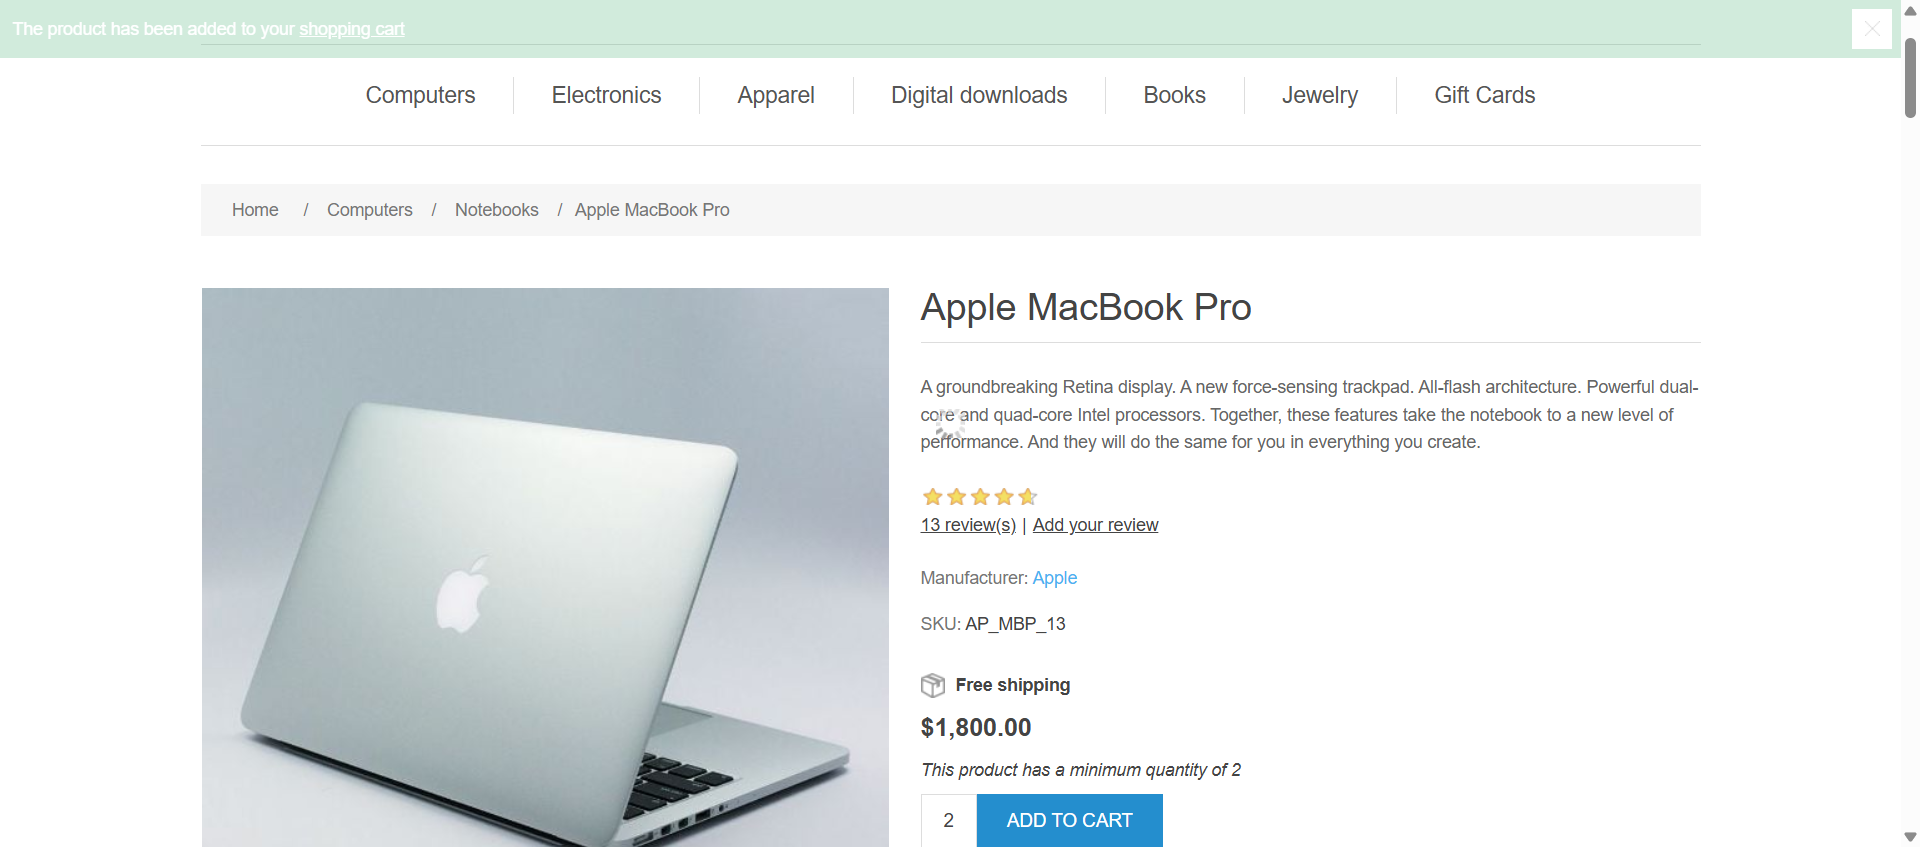 The product has been added to your shopping cart
Computers
Electronics
Apparel
Digital downloads
Books
Jewelry
Gift Cards
Home / Computers / Notebooks / Apple MacBook Pro
Apple MacBook Pro
A groundbreaking Retina display. A new force-sensing trackpad. All-flash architecture. Powerful dual-
core and quad-core Intel processors. Together, these features take the notebook to a new level of
performance. And they will do the same for you in everything you create.
13 review(s) | Add your review
Manufacturer: Apple
SKU: AP_MBP_13
Free shipping
$1,800.00
This product has a minimum quantity of 2
2
ADD TO CART